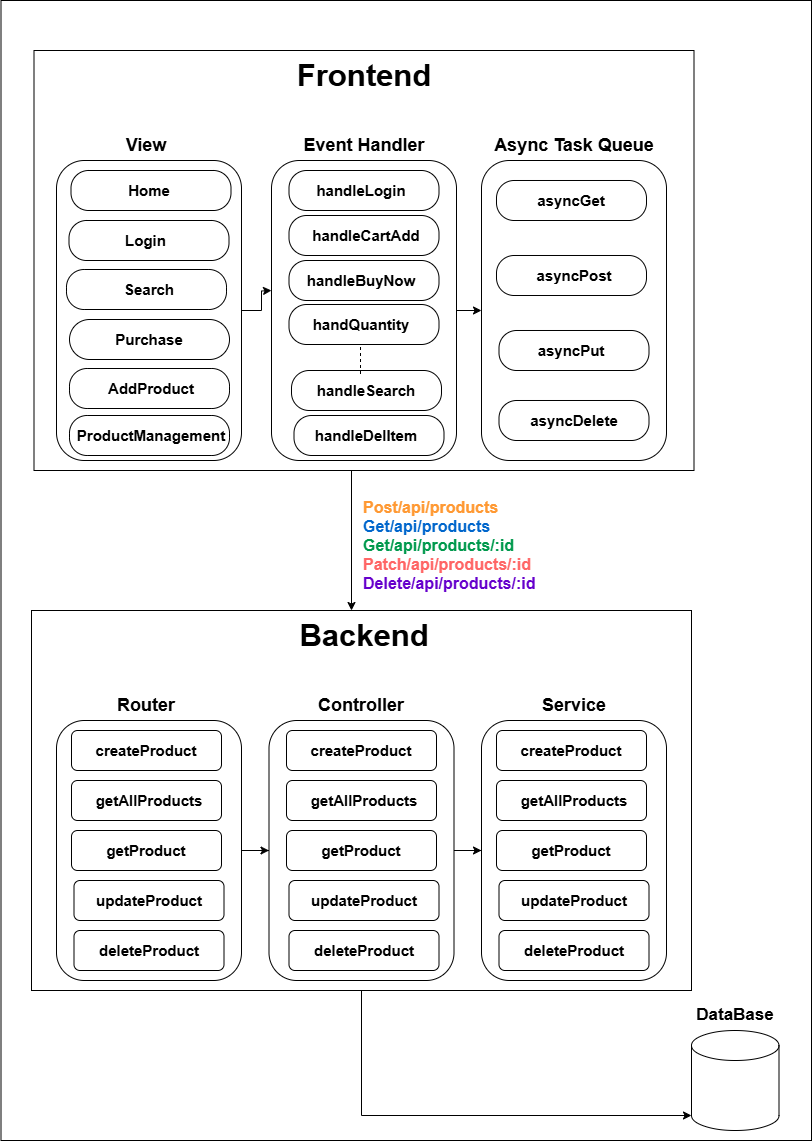 Frontend
View
Home
Login
Search
Purchase
AddProduct
ProductManagement
Event Handler
handleLogin
handleCartAdd
handleBuyNow
handQuantity
handleSearch
handleDelItem
Async Task Queue
asyncGet
asyncPost
asyncPut
asyncDelete
Post/api/products
Get/api/products
Get/api/products/:id
Patch/api/products/:id
Delete/api/products/:id
Backend
Router
createProduct
getAllProducts
getProduct
updateProduct
deleteProduct
Controller
createProduct
getAllProducts
getProduct
updateProduct
deleteProduct
Service
createProduct
getAllProducts
getProduct
updateProduct
deleteProduct
DataBase